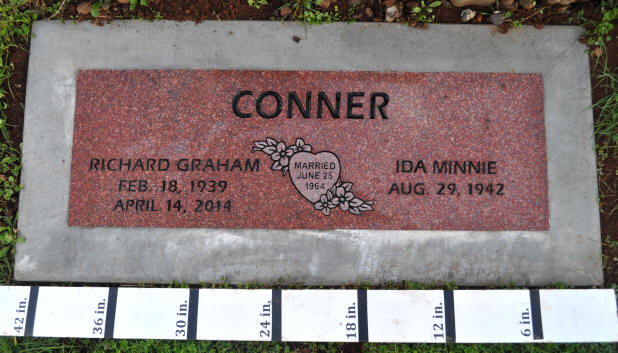 CONNER
RICHARD GRAHAM
FEB. 18, 1939
APRIL 14, 2014
MARRIED
JUNE 25
1964
IDA MINNIE
AUG. 29, 1942
42 in. 36 in. 30 in. 24 in. 18 in. 12 in. 6 in.